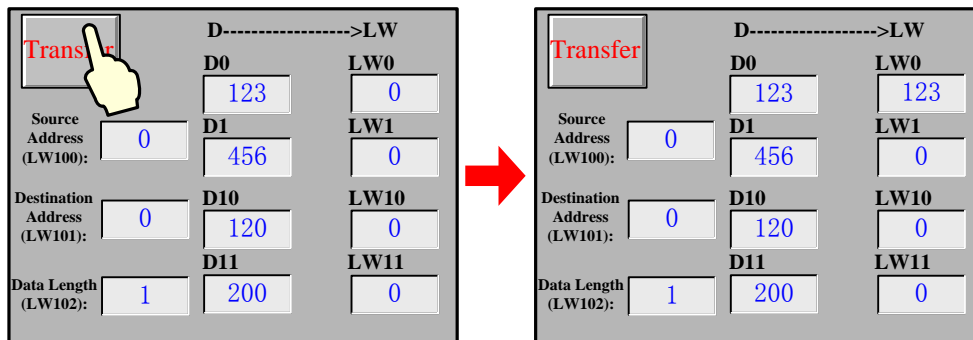 Transfer
D------------------->LW
D0 LW0
123 0
Source Address (LW100): 0
D1 LW1
456 0
Destination Address (LW101): 0
D10 LW10
120 0
D11 LW11
Data Length (LW102): 1
200 0
Transfer
D------------------->LW
D0 LW0
123 123
Source Address (LW100): 0
D1 LW1
456 0
Destination Address (LW101): 0
D10 LW10
120 0
D11 LW11
Data Length (LW102): 1
200 0